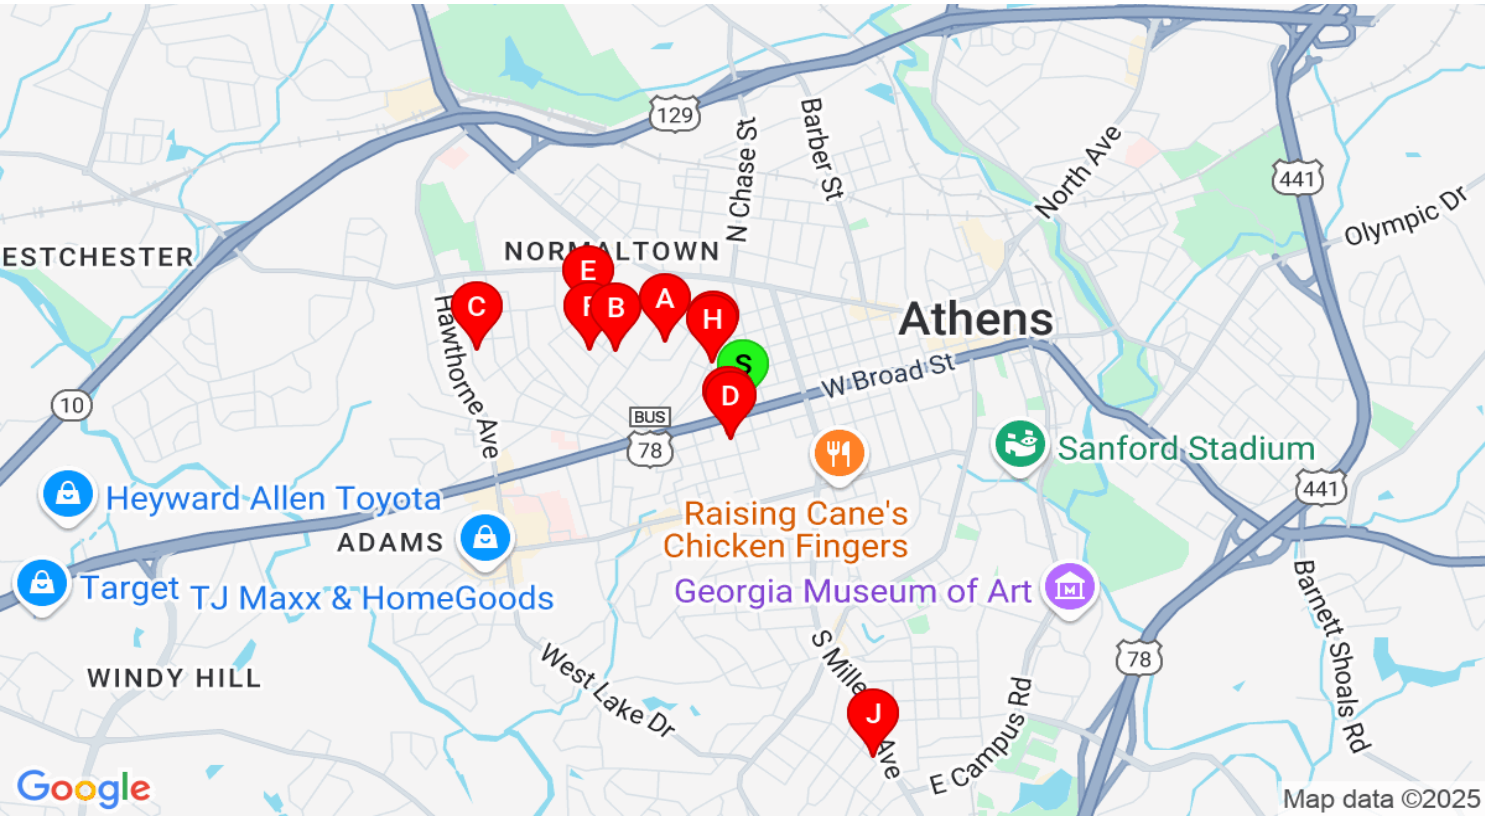 129
N Chase St
Barber St
North Ave
441
Olympic Dr
ESTCHESTER
NORMALTOWN
E
C
F
B
A
H
S
D
Hawthorne Ave
Athens
W Broad St
10
BUS
78
Sanford Stadium
Heyward Allen Toyota
441
Raising Cane's
Chicken Fingers
ADAMS
Target
TJ Maxx & HomeGoods
Georgia Museum of Art
Barnett Shoals Rd
WINDY HILL
West Lake Dr
S Mille
Ave
78
J
E Campus Rd
Google
Map data ©2025